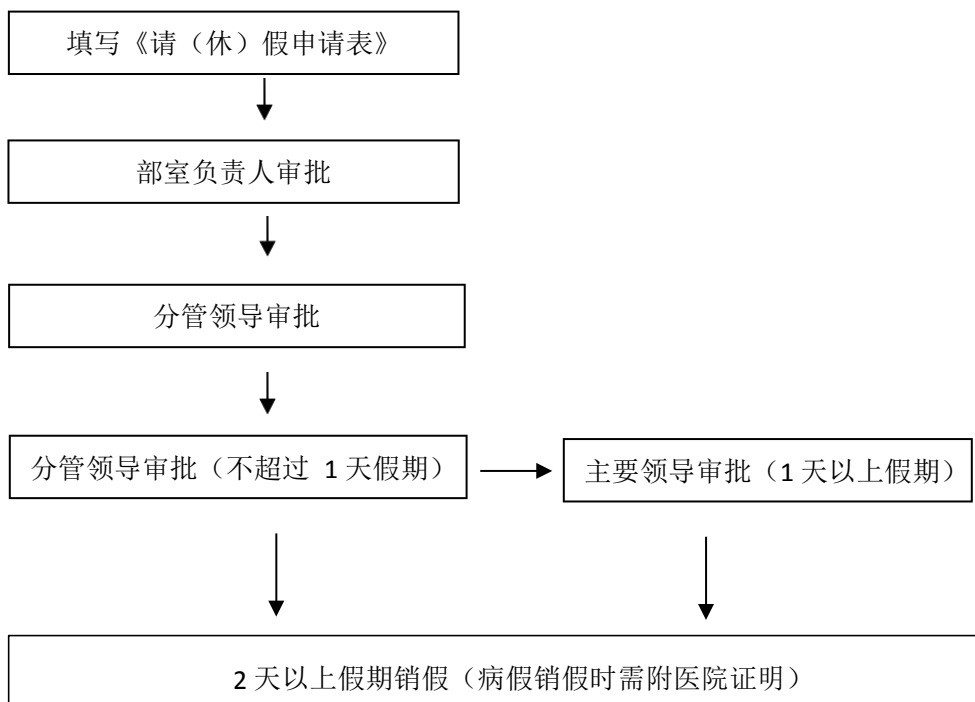 填写《请（休）假申请表》
部室负责人审批
分管领导审批
分管领导审批（不超过 1 天假期）
主要领导审批（1 天以上假期）
2 天以上假期销假（病假销假时需附医院证明）